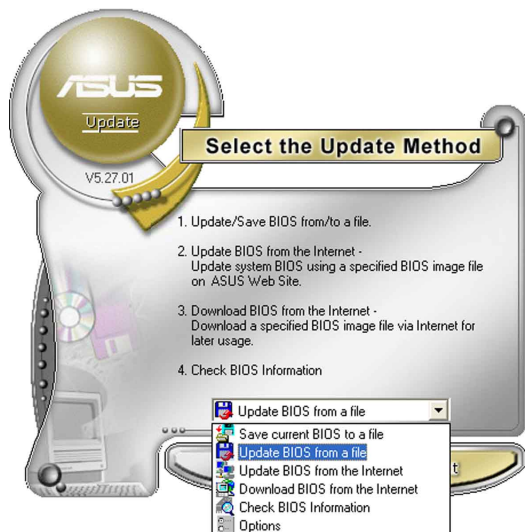 ASUS
Update
V5.27.01
Select the Update Method
1. Update/Save BIOS from/to a file.
2. Update BIOS from the Internet -
Update system BIOS using a specified BIOS image file
on ASUS Web Site.
3. Download BIOS from the Internet -
Download a specified BIOS image file via Internet for
later usage.
4. Check BIOS Information
Update BIOS from a file
Save current BIOS to a file
Update BIOS from a file
Update BIOS from the Internet
Download BIOS from the Internet
Check BIOS Information
Options